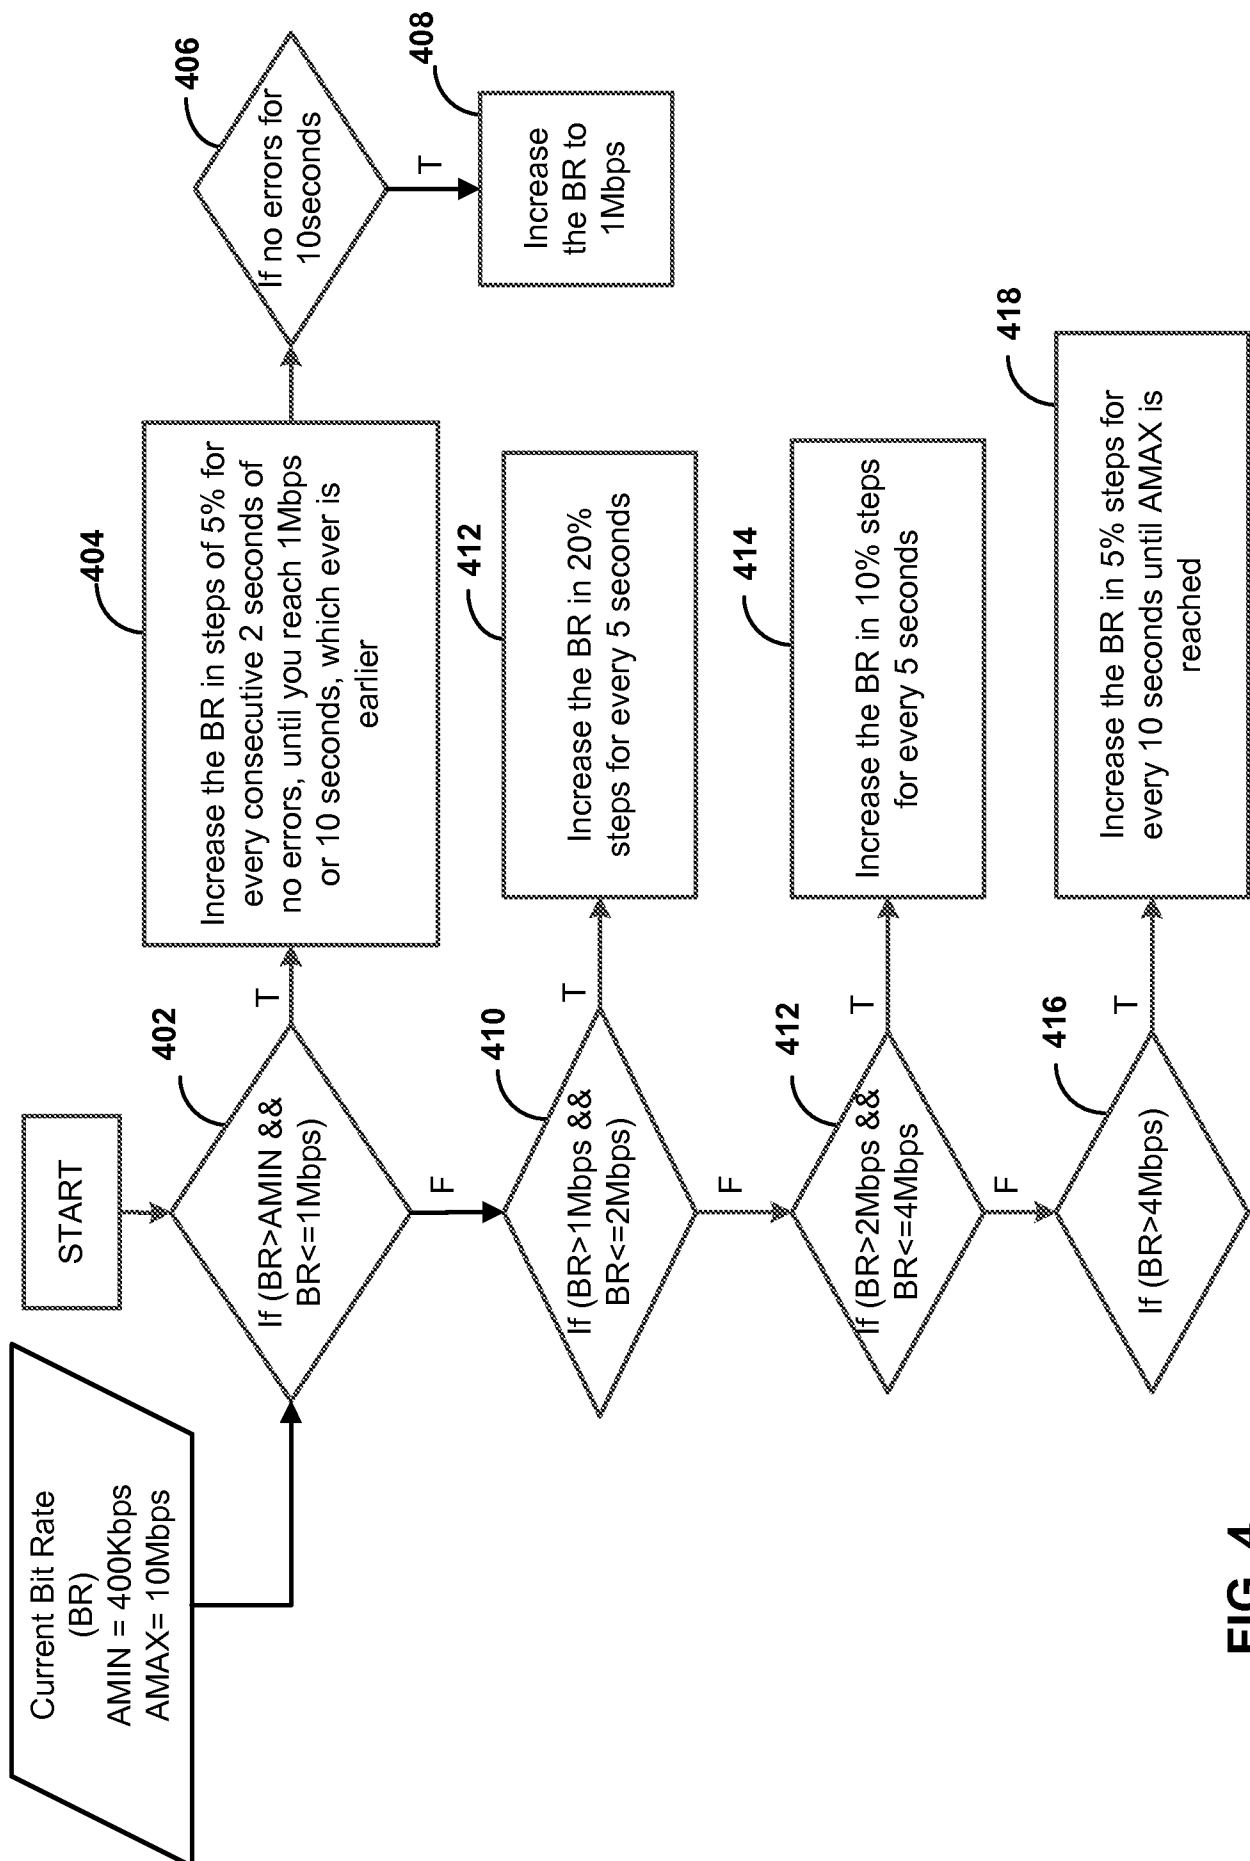 Current Bit Rate
(BR)
AMIN = 400Kbps
AMAX= 10Mbps
START
402
If (BR>AMIN &&
BR<=1Mbps)
T
F
404
Increase the BR in steps of 5% for
every consecutive 2 seconds of
no errors, until you reach 1Mbps
or 10 seconds, which ever is
earlier
406
If no errors for
10seconds
T
408
Increase
the BR to
1Mbps
410
If (BR>1Mbps &&
BR<=2Mbps)
T
F
412
Increase the BR in 20%
steps for every 5 seconds
412
If (BR>2Mbps &&
BR<=4Mbps
T
F
414
Increase the BR in 10% steps
for every 5 seconds
416
If (BR>4Mbps)
T
418
Increase the BR in 5% steps for
every 10 seconds until AMAX is
reached
FIG. 4